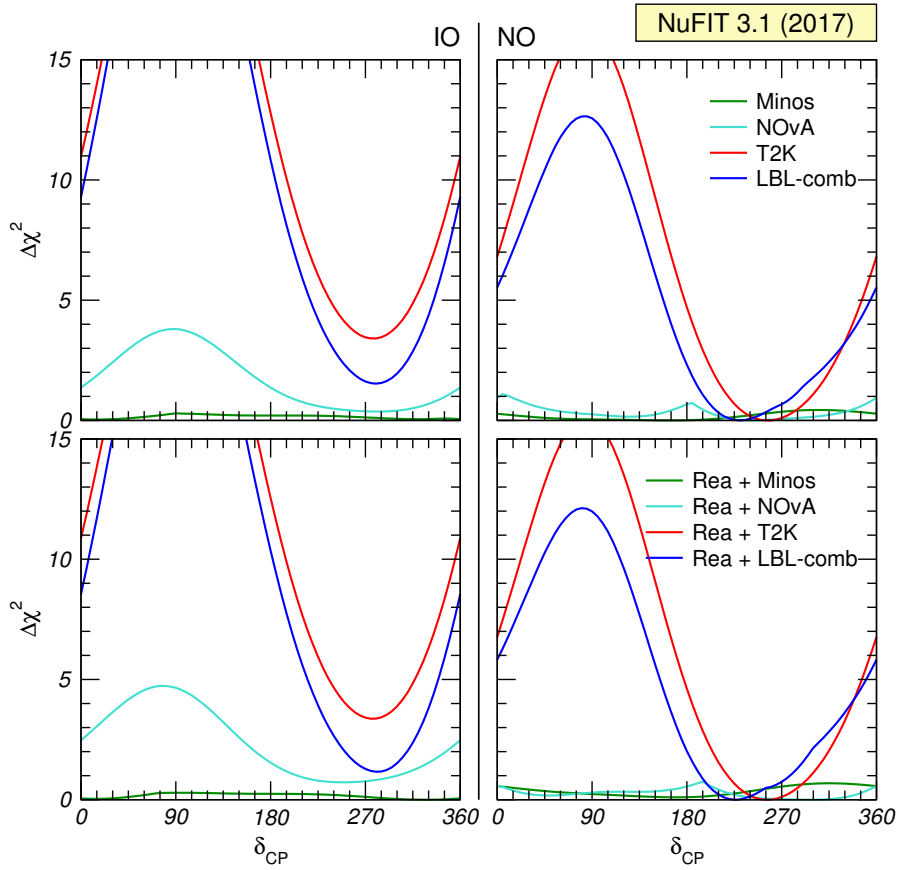 NuFIT 3.1 (2017)
IO
NO
15
10
5
0
Δχ²
Minos
NOvA
T2K
LBL-comb
15
10
5
0
Δχ²
Rea + Minos
Rea + NOvA
Rea + T2K
Rea + LBL-comb
0 90 180 270 360
0 90 180 270 360
δCP
δCP